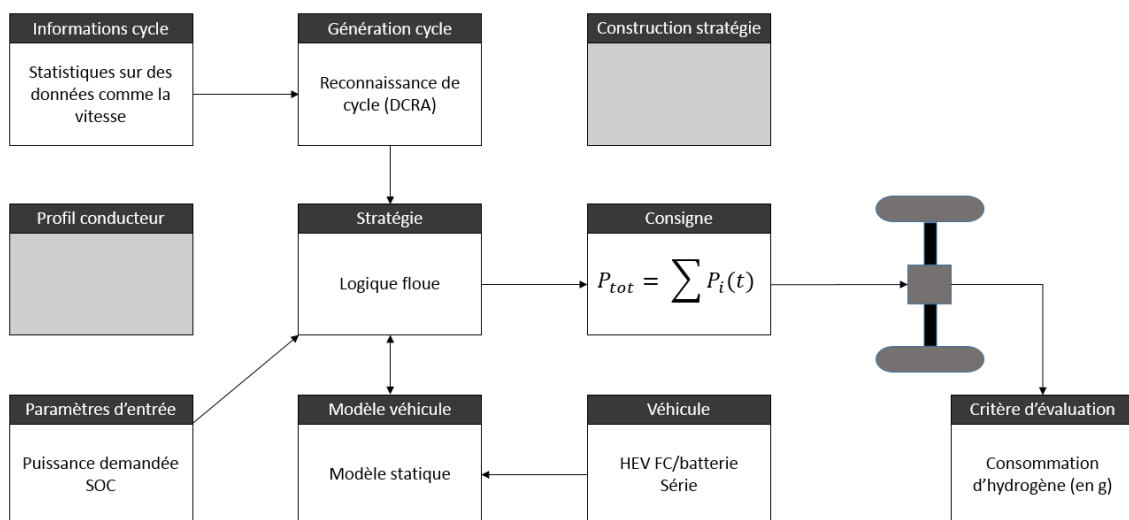 Informations cycle
Statistiques sur des
données comme la
vitesse
Génération cycle
Reconnaissance de
cycle (DCRA)
Construction stratégie
Profil conducteur
Stratégie
Logique floue
Consigne
P_{tot} = ∑ P_i(t)
Paramètres d'entrée
Puissance demandée
SOC
Modèle véhicule
Modèle statique
Véhicule
HEV FC/batterie
Série
Critère d'évaluation
Consommation
d'hydrogène (en g)